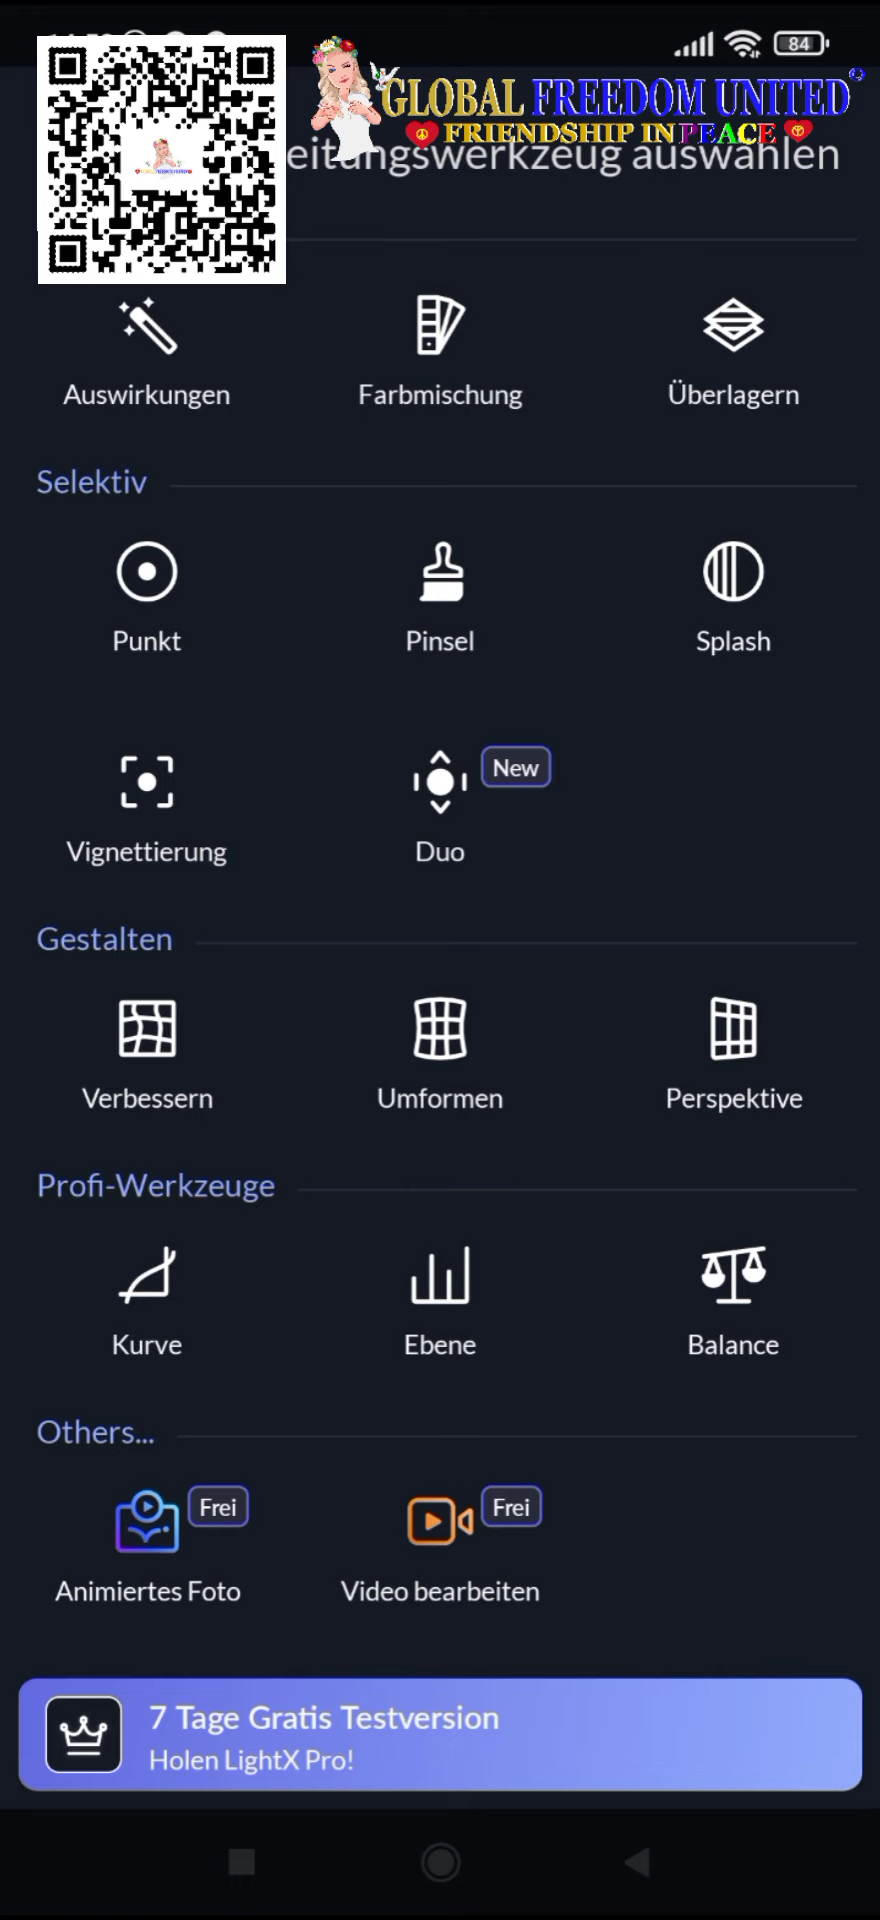 84
GLOBAL FREEDOM UNITED
FRIENDSHIP IN PEACE
eitungswerkzeug auswählen
Auswirkungen
Farbmischung
Überlagern
Selektiv
Punkt
Pinsel
Splash
New
Vignettierung
Duo
Gestalten
Verbessern
Umformen
Perspektive
Profi-Werkzeuge
Kurve
Ebene
Balance
Others...
Frei
Frei
Animiertes Foto
Video bearbeiten
7 Tage Gratis Testversion
Holen LightX Pro!